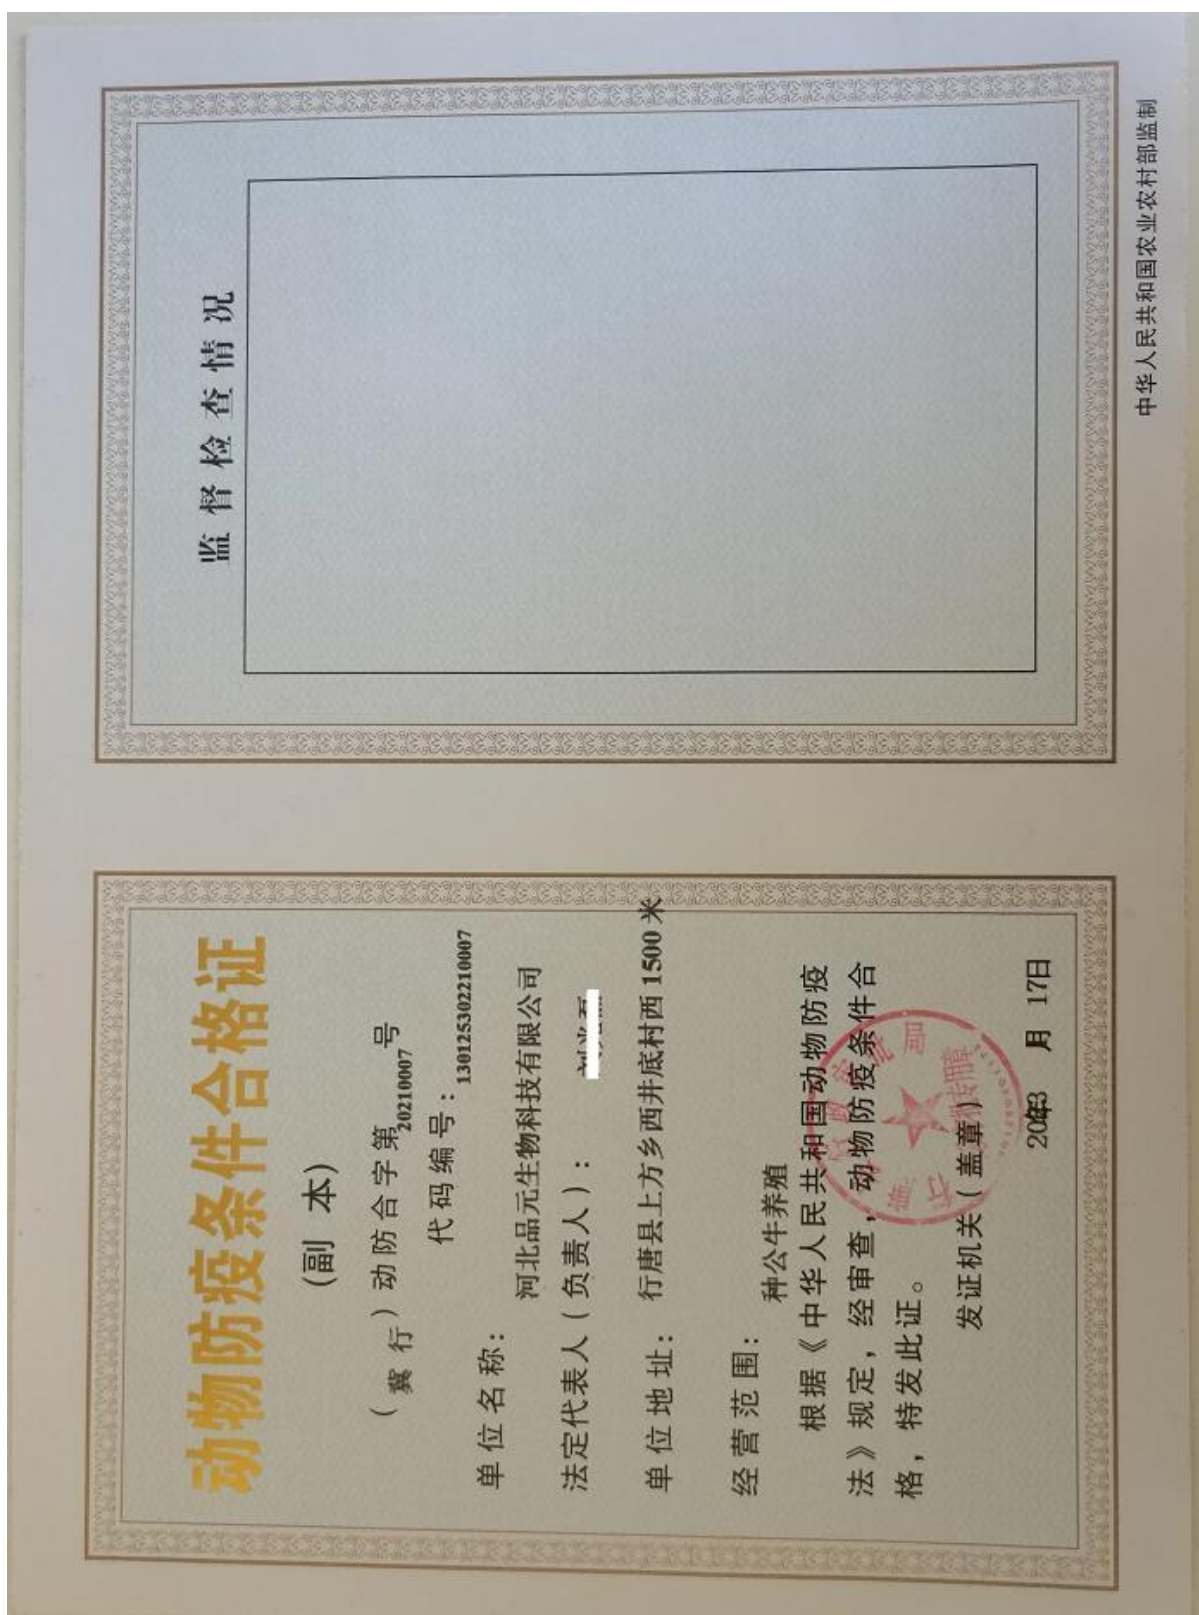 动物防疫条件合格证
(副 本)
（冀 行）动防合字第20210007号
代码编号：130125302210007
单位名称：河北品元生物科技有限公司
法定代表人（负责人）：
单位地址：行唐县上方乡西井底村西1500米
经营范围：种公牛养殖
根据《中华人民共和国动物防疫
法》规定，经审查，动物防疫条件合
格，特发此证。
发证机关（盖章）
月 17日
监督检查情况
中华人民共和国农业农村部监制